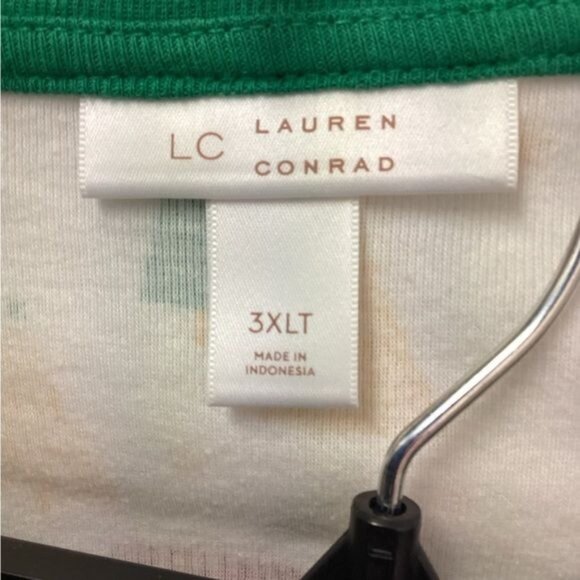 LC LAUREN
CONRAD
3XLT
MADE IN
INDONESIA